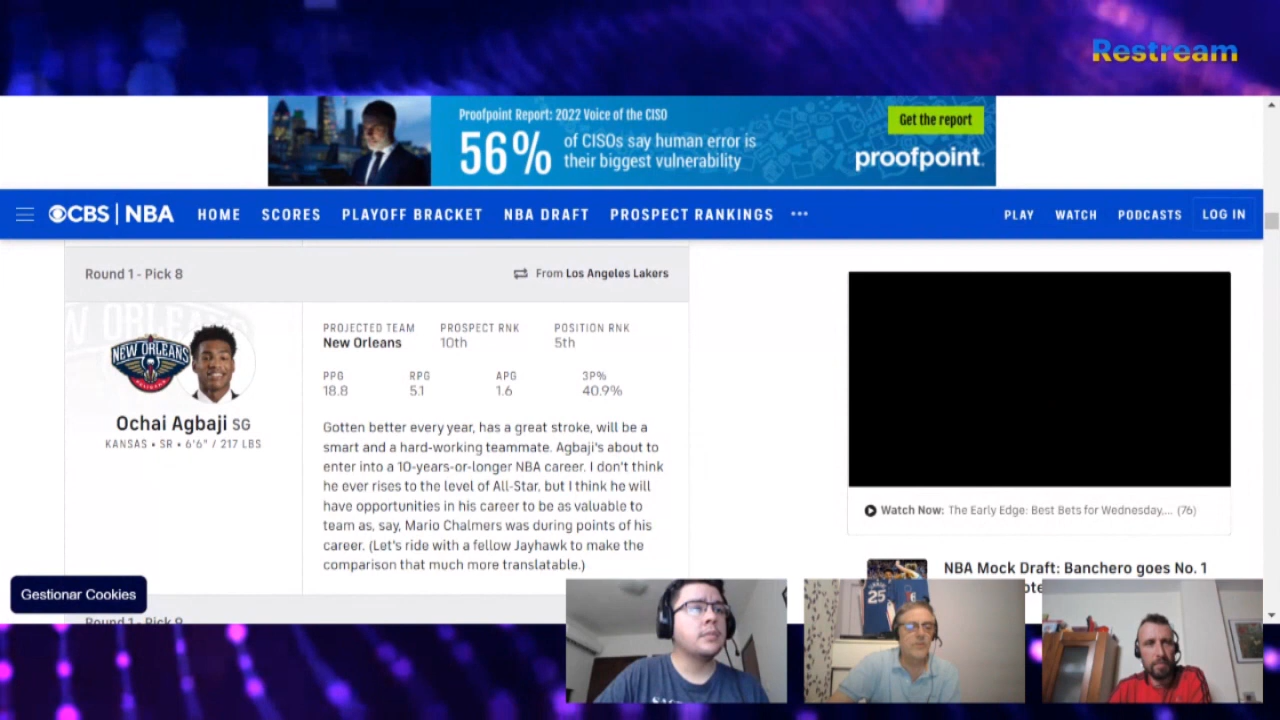 Restream
Proofpoint Report: 2022 Voice of the CISO
56% of CISOs say human error is
their biggest vulnerability
Get the report
proofpoint.
CBS | NBA HOME SCORES PLAYOFF BRACKET NBA DRAFT PROSPECT RANKINGS ••• PLAY WATCH PODCASTS LOG IN
Round 1 - Pick 8 From Los Angeles Lakers
NEW ORLEANS
Ochai Agbaji SG
KANSAS • SR • 6'6" / 217 LBS
PROJECTED TEAM PROSPECT RNK POSITION RNK
New Orleans 10th 5th
PPG RPG APG 3P%
18.8 5.1 1.6 40.9%
Gotten better every year, has a great stroke, will be a
smart and a hard-working teammate. Agbaji's about to
enter into a 10-years-or-longer NBA career. I don't think
he ever rises to the level of All-Star, but I think he will
have opportunities in his career to be as valuable to
team as, say, Mario Chalmers was during points of his
career. (Let's ride with a fellow Jayhawk to make the
comparison that much more translatable.)
Watch Now: The Early Edge: Best Bets for Wednesday,... (76)
NBA Mock Draft: Banchero goes No. 1
Gestionar Cookies
Round 1 - Pick 9
25